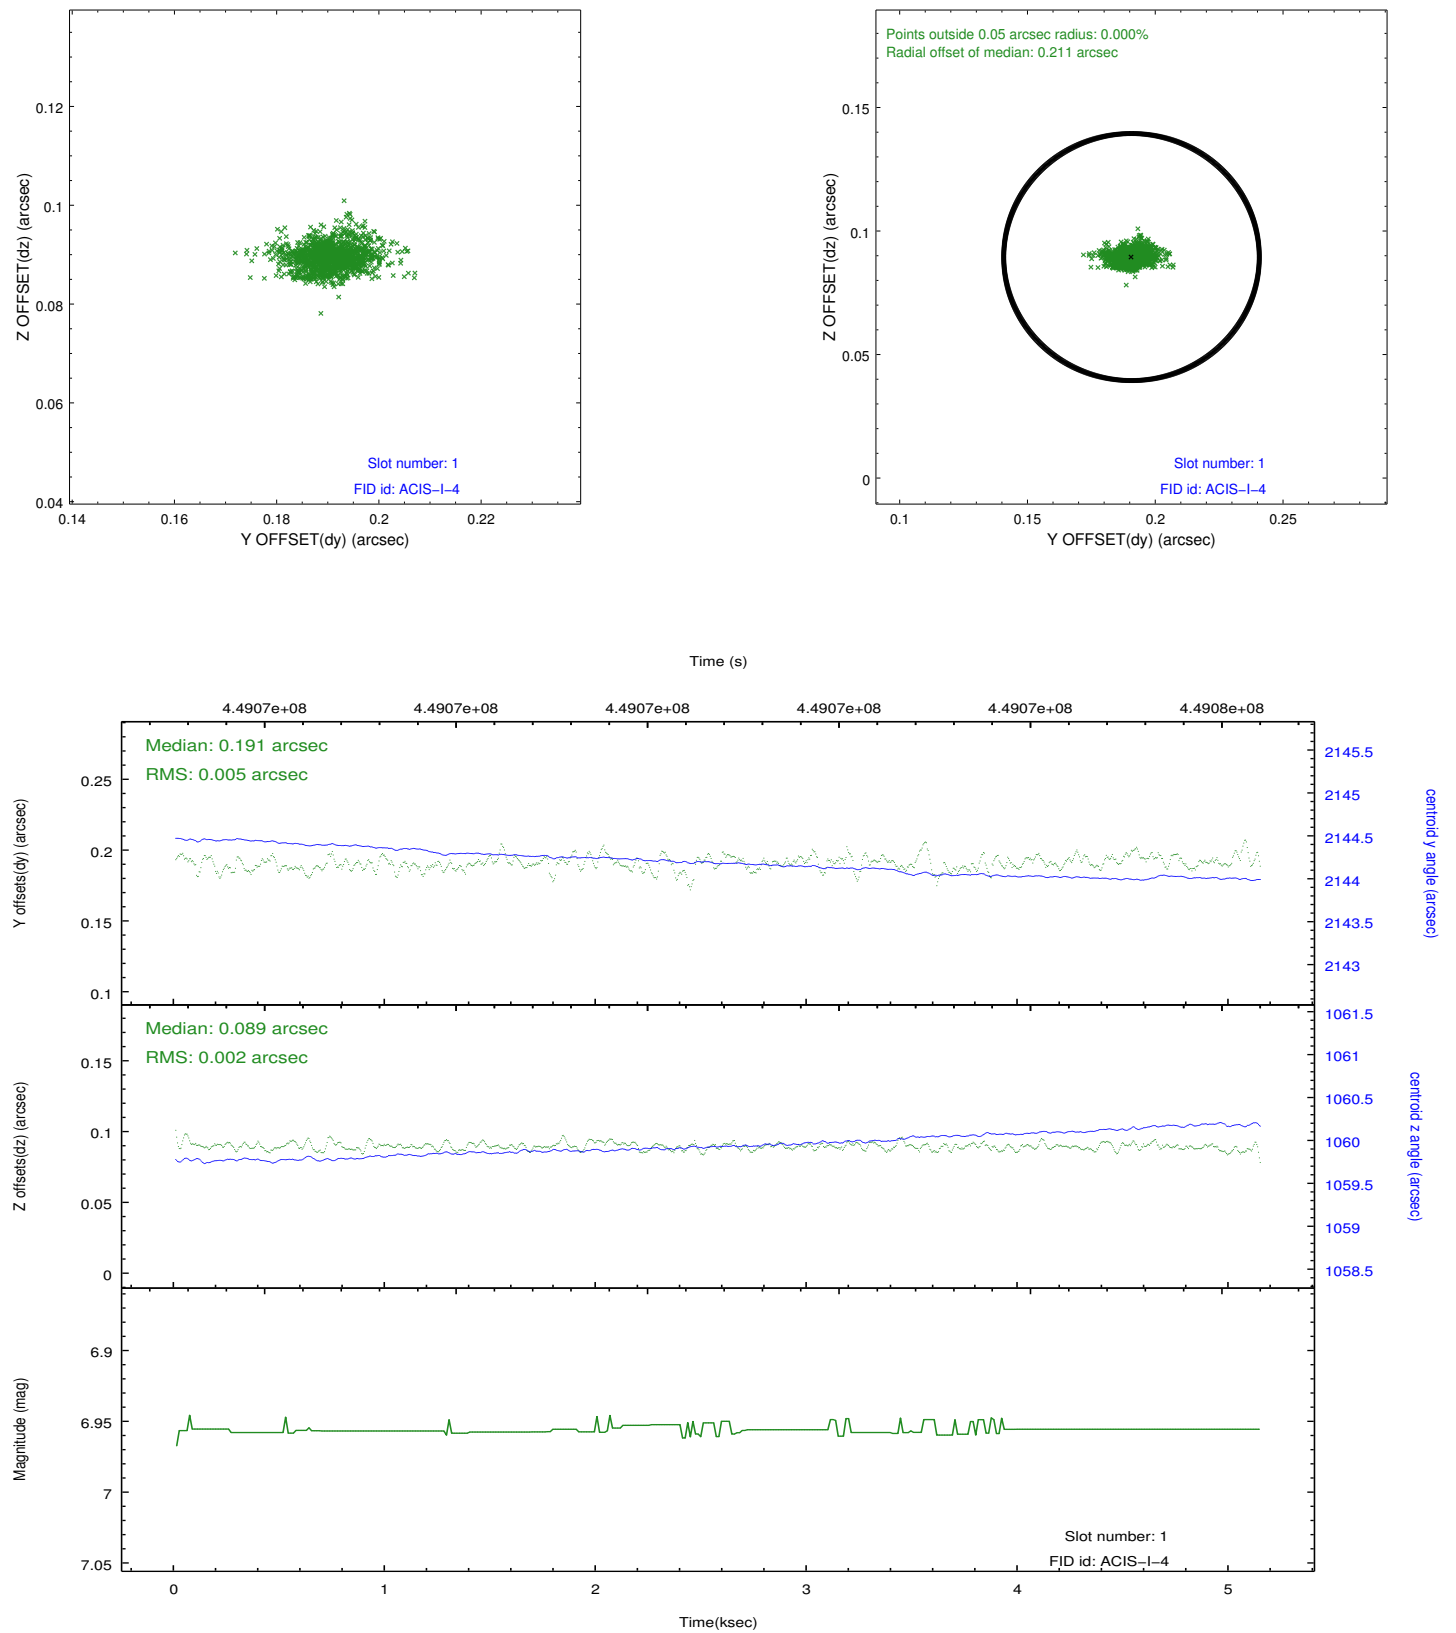 0.12
0.1
0.08
0.06
0.04
Z OFFSET(dz) (arcsec)
Slot number: 1
FID id: ACIS−I−4
0.14 0.16 0.18 0.2 0.22
Y OFFSET(dy) (arcsec)
Points outside 0.05 arcsec radius: 0.000%
Radial offset of median: 0.211 arcsec
0.15
0.1
0.05
0
Z OFFSET(dz) (arcsec)
Slot number: 1
FID id: ACIS−I−4
0.1 0.15 0.2 0.25
Y OFFSET(dy) (arcsec)
Time (s)
4.4907e+08 4.4907e+08 4.4907e+08 4.4907e+08 4.4907e+08 4.4908e+08
Median: 0.191 arcsec
RMS: 0.005 arcsec
0.25
0.2
0.15
0.1
Y offsets(dy) (arcsec)
2145.5
2145
2144.5
2144
2143.5
2143
centroid y angle (arcsec)
Median: 0.089 arcsec
RMS: 0.002 arcsec
0.15
0.1
0.05
0
Z offsets(dz) (arcsec)
1061.5
1061
1060.5
1060
1059.5
1059
1058.5
centroid z angle (arcsec)
6.9
6.95
7
7.05
Magnitude (mag)
Slot number: 1
FID id: ACIS−I−4
0 1 2 3 4 5
Time(ksec)